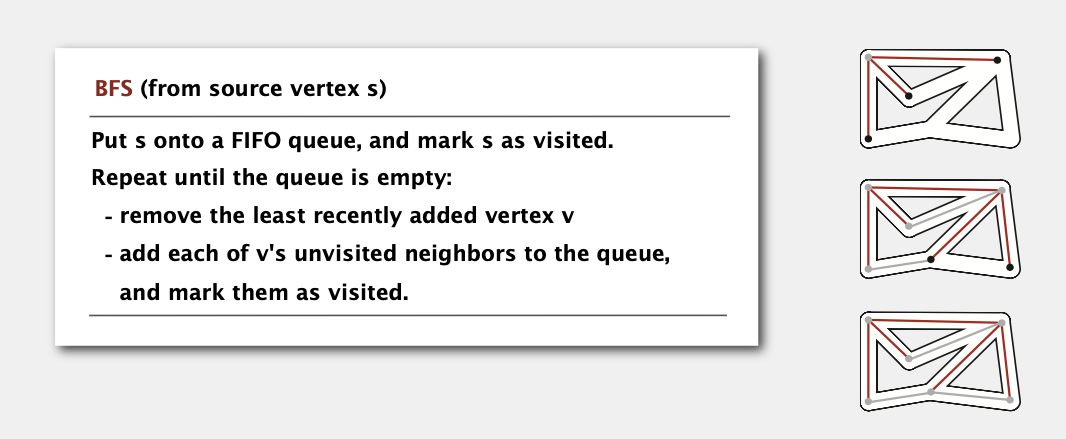 BFS (from source vertex s)
Put s onto a FIFO queue, and mark s as visited.
Repeat until the queue is empty:
- remove the least recently added vertex v
- add each of v's unvisited neighbors to the queue,
and mark them as visited.